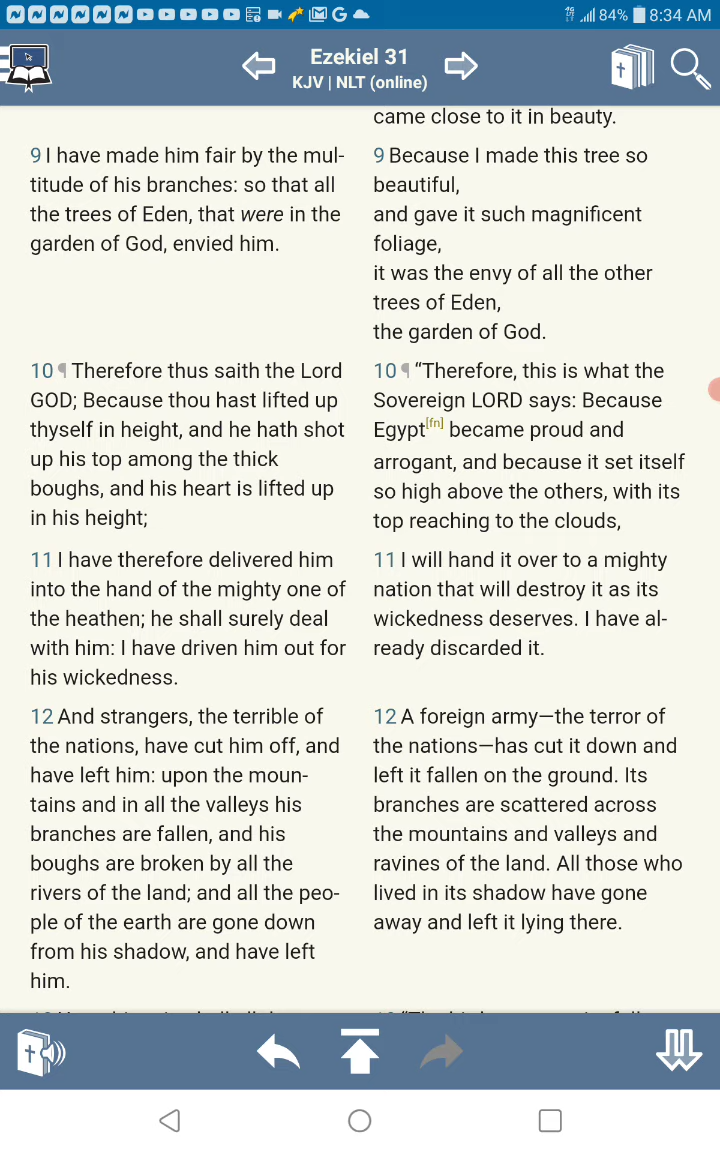 84% 8:34 AM
Ezekiel 31
KJV | NLT (online)
came close to it in beauty.
9 I have made him fair by the mul-
titude of his branches: so that all
the trees of Eden, that were in the
garden of God, envied him.
9 Because I made this tree so
beautiful,
and gave it such magnificent
foliage,
it was the envy of all the other
trees of Eden,
the garden of God.
10 ¶ Therefore thus saith the Lord
GOD; Because thou hast lifted up
thyself in height, and he hath shot
up his top among the thick
boughs, and his heart is lifted up
in his height;
10 ¶ “Therefore, this is what the
Sovereign LORD says: Because
Egypt[fn] became proud and
arrogant, and because it set itself
so high above the others, with its
top reaching to the clouds,
11 I have therefore delivered him
into the hand of the mighty one of
the heathen; he shall surely deal
with him: I have driven him out for
his wickedness.
11 I will hand it over to a mighty
nation that will destroy it as its
wickedness deserves. I have al-
ready discarded it.
12 And strangers, the terrible of
the nations, have cut him off, and
have left him: upon the moun-
tains and in all the valleys his
branches are fallen, and his
boughs are broken by all the
rivers of the land; and all the peo-
ple of the earth are gone down
from his shadow, and have left
him.
12 A foreign army—the terror of
the nations—has cut it down and
left it fallen on the ground. Its
branches are scattered across
the mountains and valleys and
ravines of the land. All those who
lived in its shadow have gone
away and left it lying there.